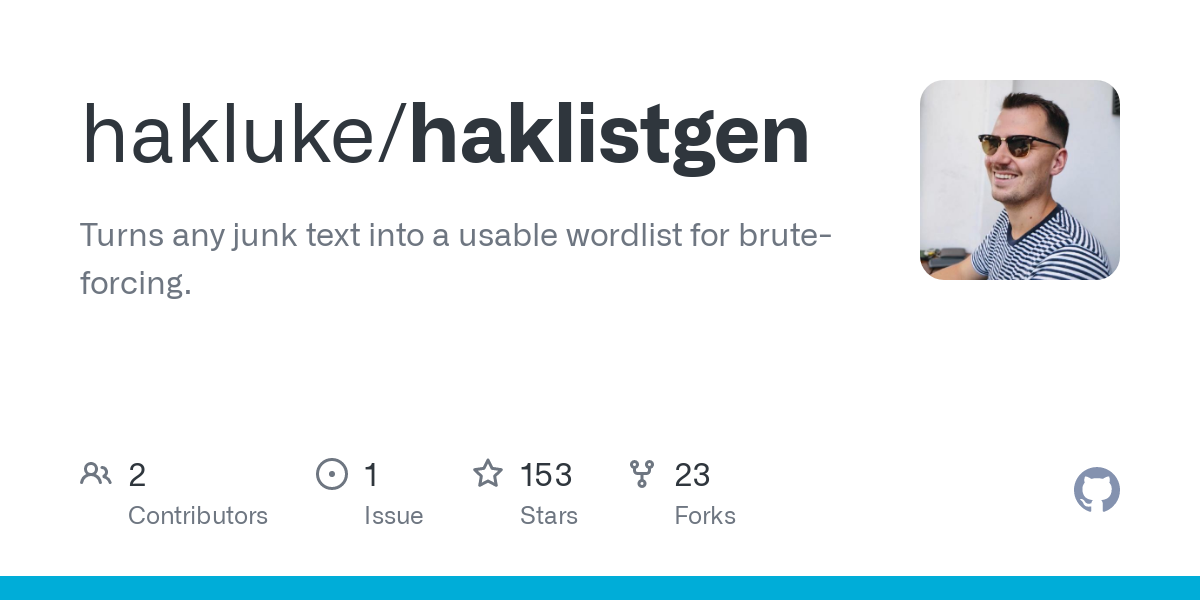 hakluke/haklistgen
Turns any junk text into a usable wordlist for brute-
forcing.
2 1 153 23
Contributors Issue Stars Forks